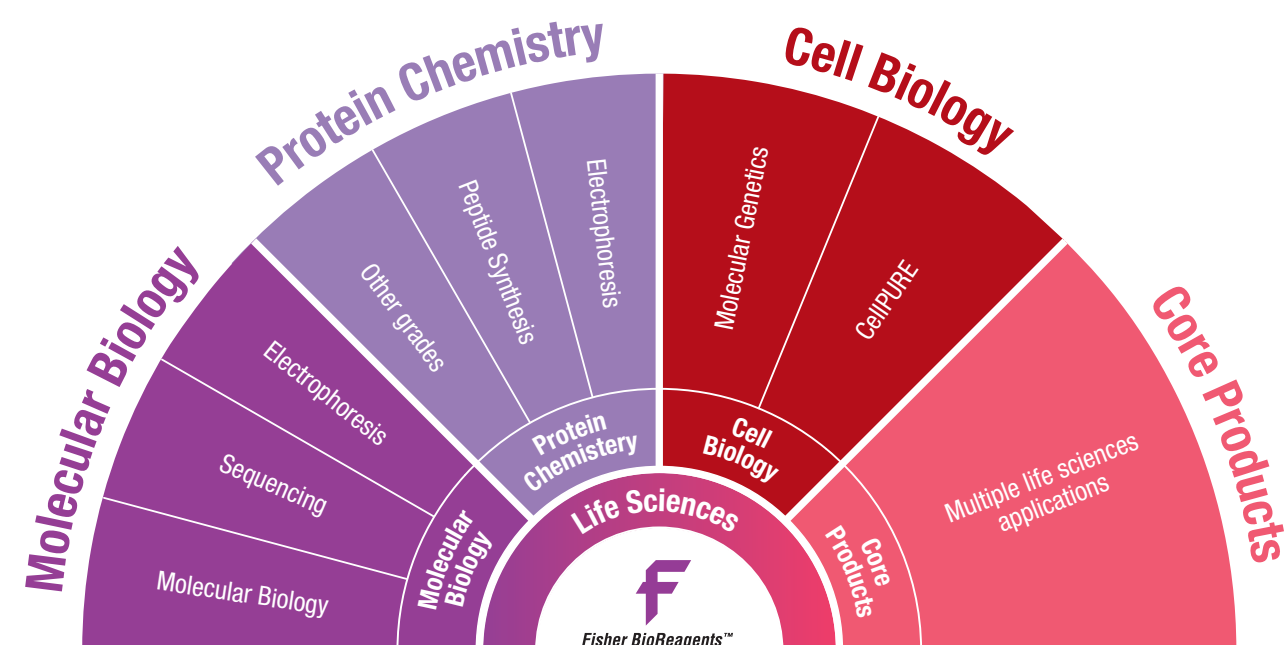 Molecular Biology
Protein Chemistry
Cell Biology
Core Products
Molecular Biology
Sequencing
Electrophoresis
Other grades
Peptide Synthesis
Electrophoresis
Molecular Genetics
CellPURE
Multiple life sciences
applications
Molecular
Biology
Protein
Chemistery
Cell
Biology
Core
Products
Life Sciences
Fisher BioReagents™